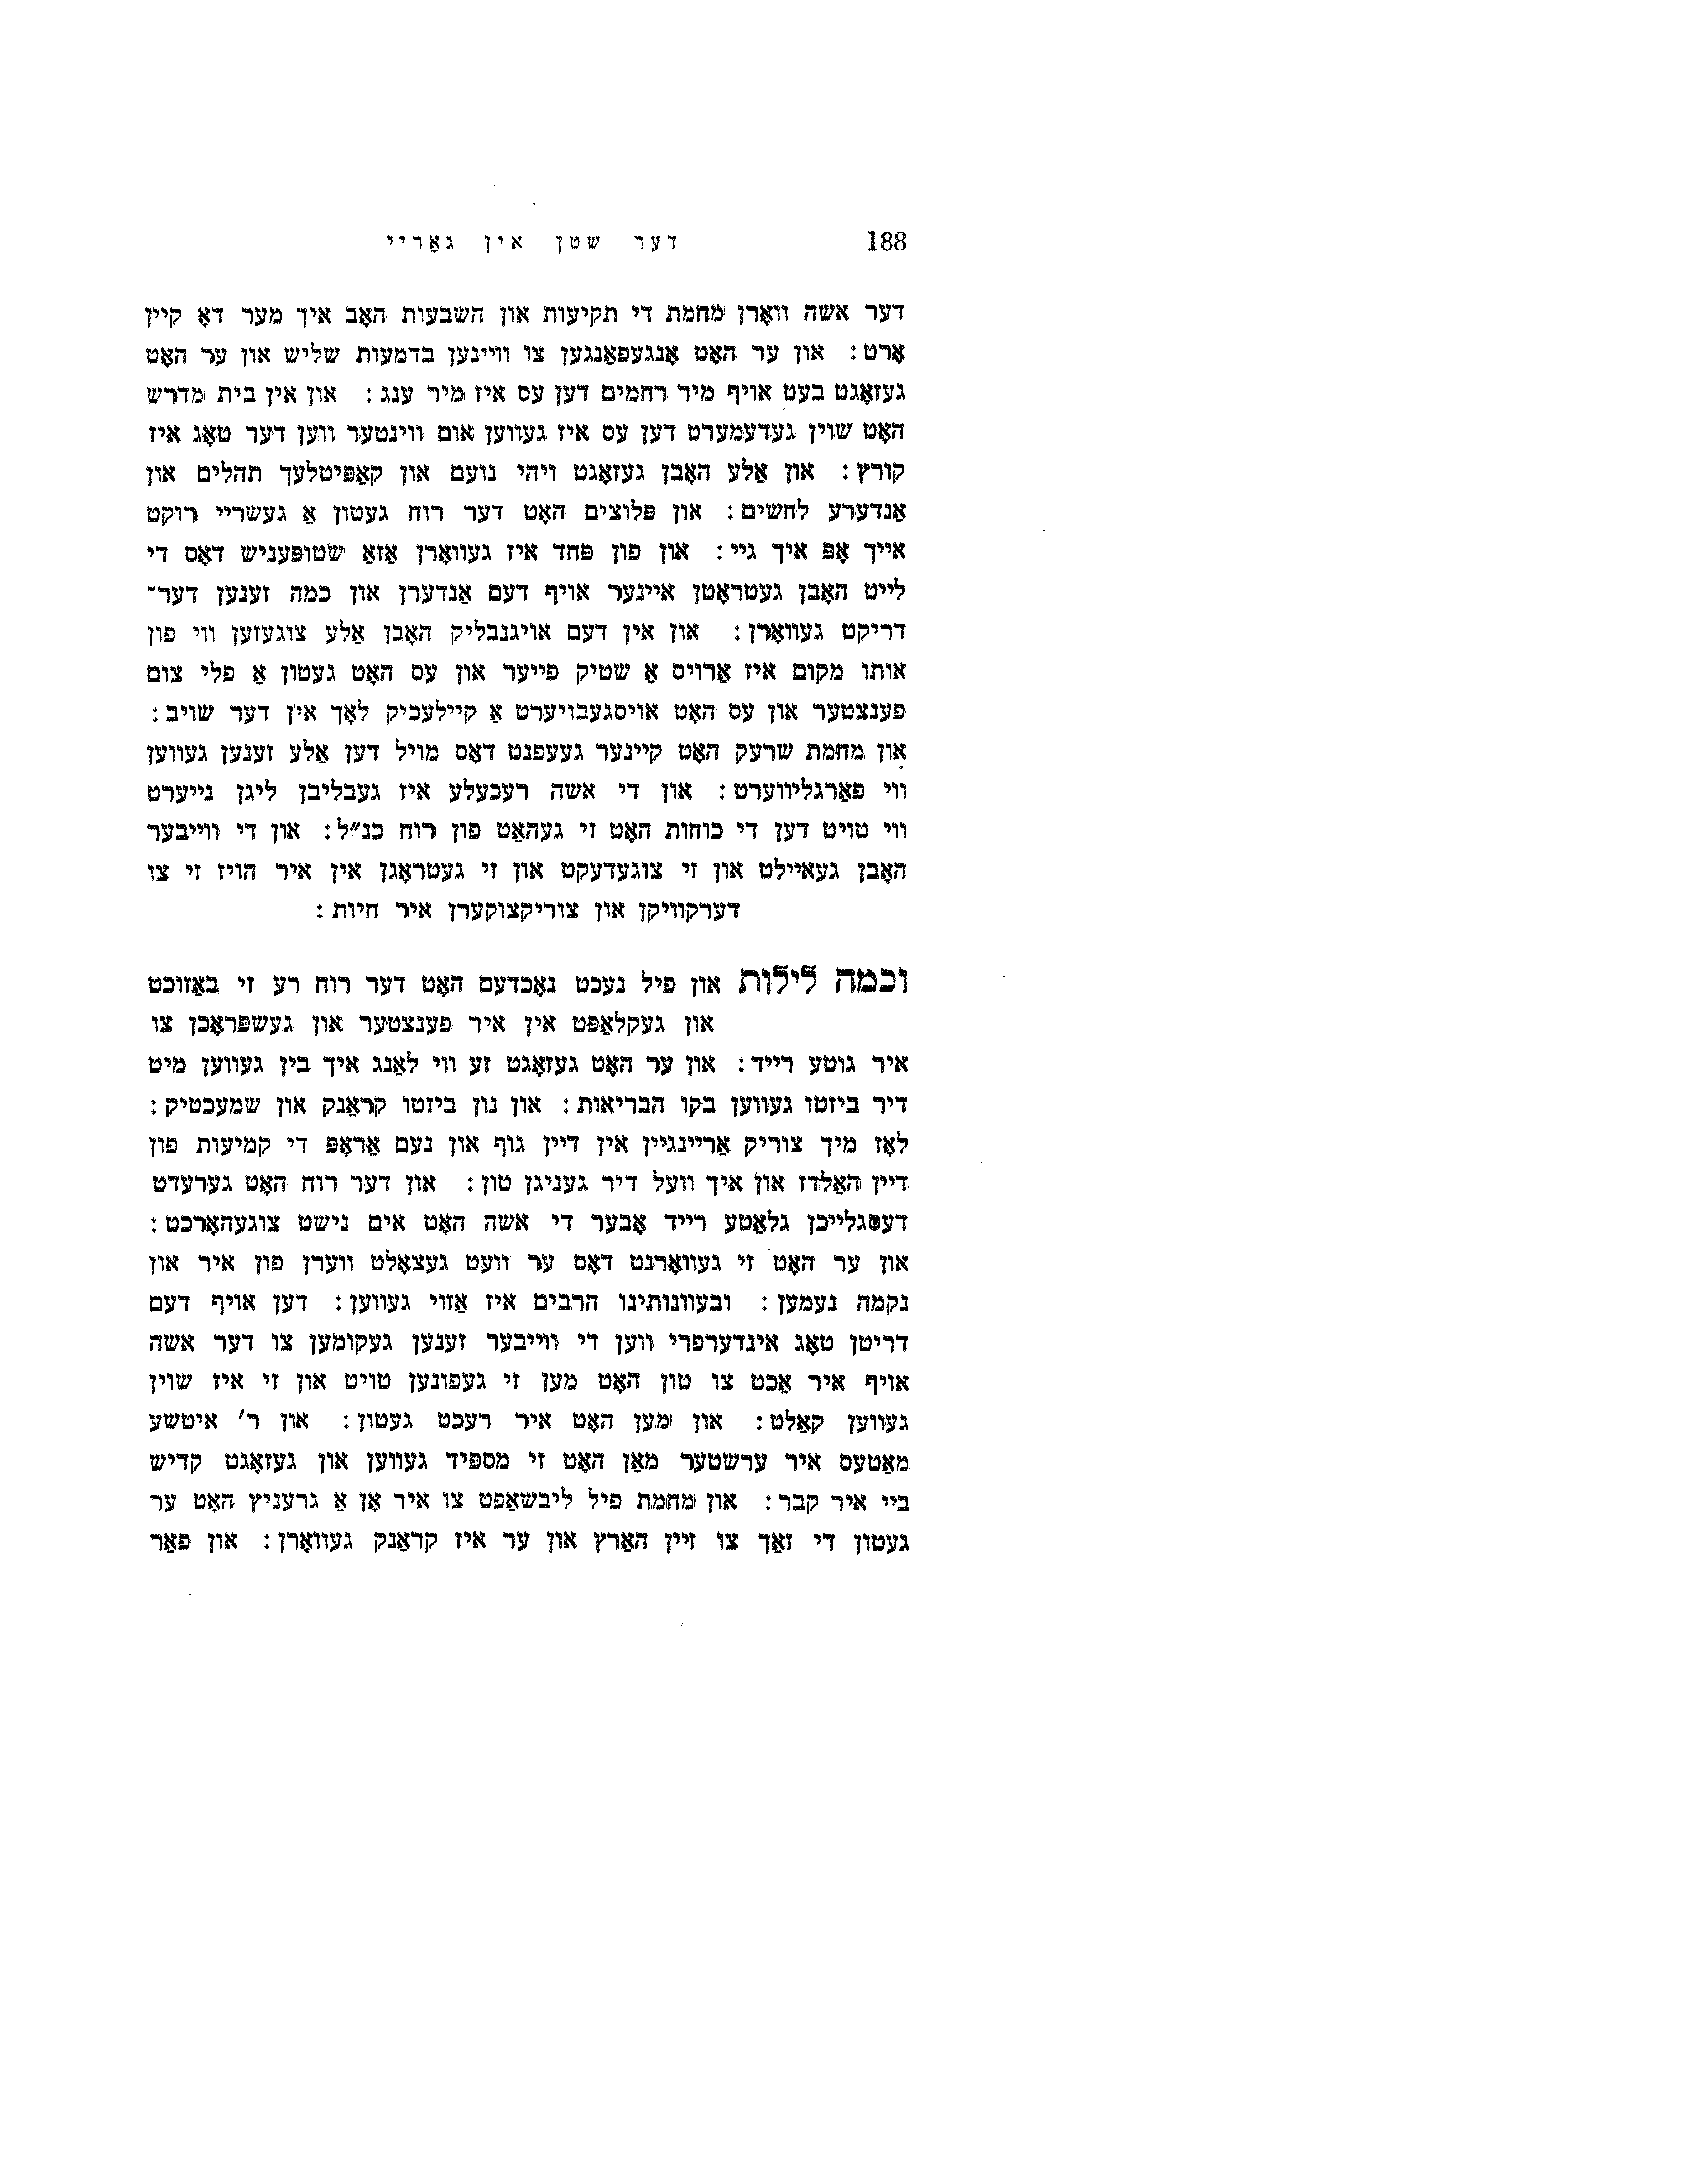 188 דער שטן אין גאָריי
דער אשה וואָרן מחמת די תקיעות און השבעות האָב איך מער דאָ קיין
אָרט: און ער האָט אָנגעפאַנגען צו וויינען בדמעות שליש און ער האָט
געזאָגט בעט אויף מיר רחמים דען עס איז מיר ענג: און אין בית מדרש
האָט שוין געדעמערט דען עס איז געווען אום ווינטער ווען דער טאָג איז
קורץ: און אַלע האָבן געזאָגט ויהי נועם און קאַפּיטלעך תהלים און
אַנדערע לחשים: און פּלוצים האָט דער רוח געטון אַ געשריי רוקט
אייך אָפּ איך גיי: און פון פּחד איז געוואָרן אַזאַ שטופּעניש דאָס די
לייט האָבן געטראָטן איינער אויף דעם אַנדערן און כמה זענען דער־
דריקט געוואָרן: און אין דעם אויגנבליק האָבן אַלע צוגעזען ווי פון
אותו מקום איז אַרויס אַ שטיק פייער און עס האָט געטון אַ פלי צום
פענצטער און עס האָט אויסגעבויערט אַ קיילעכיק לאָך אין דער שויב:
און מחמת שרעק האָט קיינער געעפנט דאָס מויל דען אַלע זענען געווען
ווי פאַרגליווערט: און די אשה רעכעלע איז געבליבן ליגן נייערט
ווי טויט דען די כוחות האָט זי געהאַט פון רוח כנ״ל: און די ווייבער
האָבן געאיילט און זי צוגעדעקט און זי געטראָגן אין איר הויז זי צו
דערקוויקן און צוריקצוקערן איר חיות:
וכמה לילות און פיל נעכט נאָכדעם האָט דער רוח רע זי באַזוכט
און געקלאַפּט אין איר פענצטער און געשפּראָכן צו
איר גוטע רייד: און ער האָט געזאָגט זע ווי לאַנג איך בין געווען מיט
דיר ביזטו געווען בקו הבריאות: און נון ביזטו קראַנק און שמעכטיק:
לאָז מיך צוריק אַריינגיין אין דיין גוף און נעם אַראָפּ די קמיעות פון
דיין האַלדז און איך וועל דיר געניגן טון: און דער רוח האָט גערעדט
דעסגלייכן גלאַטע רייד אָבער די אשה האָט אים נישט צוגעהאָרכט:
און ער האָט זי געוואָרנט דאָס ער וועט געצאָלט ווערן פון איר און
נקמה נעמען: ובעוונותינו הרבים איז אַזוי געווען: דען אויף דעם
דריטן טאָג אינדערפרי ווען די ווייבער זענען געקומען צו דער אשה
אויף איר אַכט צו טון האָט מען זי געפונען טויט און זי איז שוין
געווען קאַלט: און מען האָט איר רעכט געטון: און ר' איטשע
מאַטעס איר ערשטער מאַן האָט זי מספּיד געווען און געזאָגט קדיש
ביי איר קבר: און מחמת פיל ליבשאַפט צו איר אָן אַ גרעניץ האָט ער
געטון די זאַך צו זיין האַרץ און ער איז קראַנק געוואָרן: און פאַר